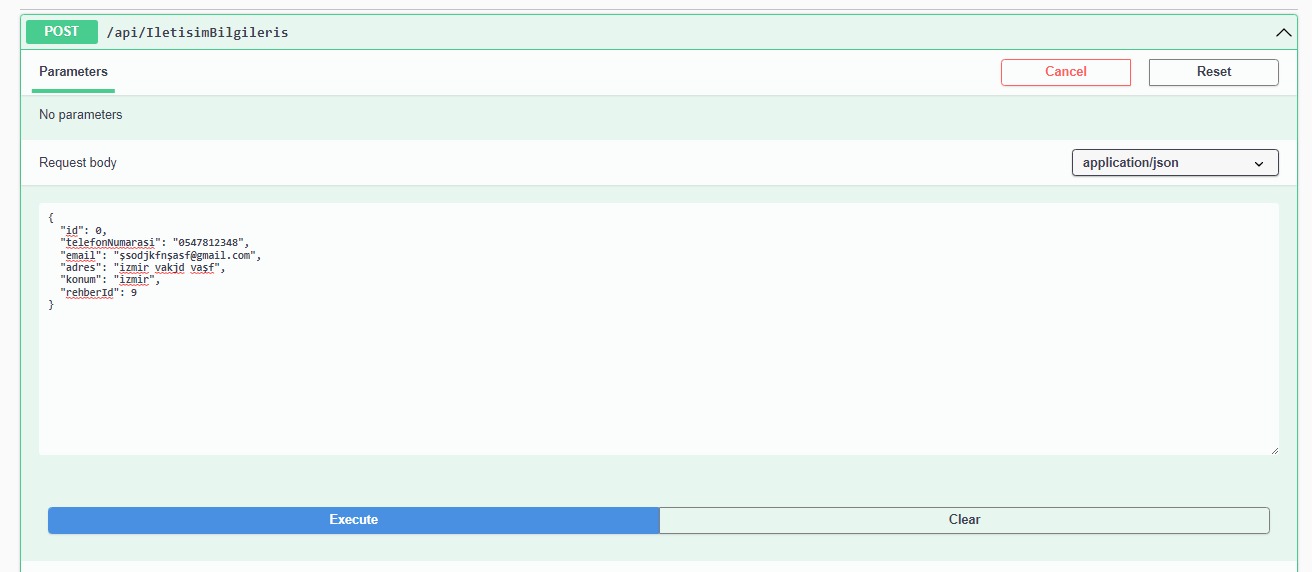 POST /api/IletisimBilgileris
Parameters Cancel Reset
No parameters
Request body application/json
{
"id": 0,
"telefonNumarasi": "0547812348",
"email": "şsodjkfnşasf@gmail.com",
"adres": "izmir vakjd vaşf",
"konum": "izmir",
"rehberId": 9
}
Execute Clear